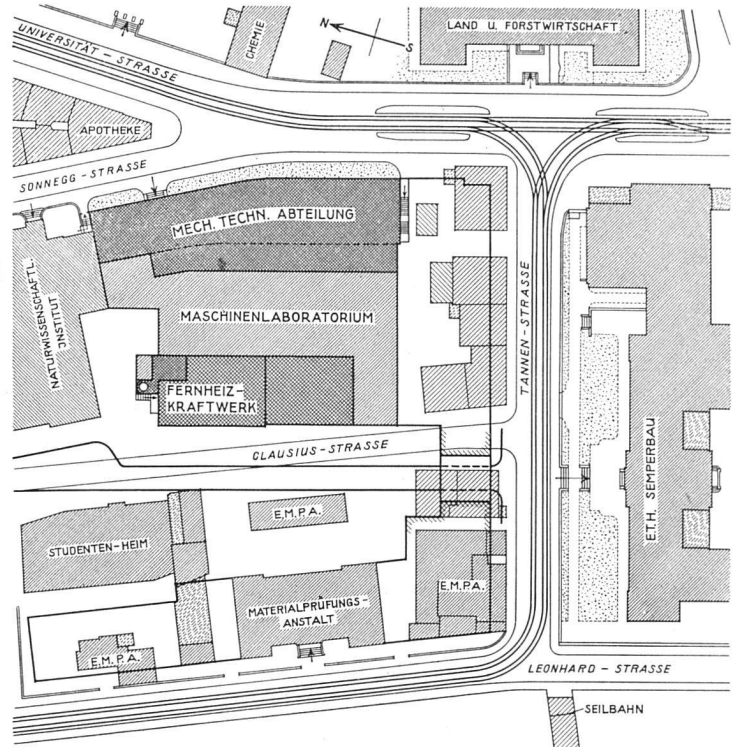 LAND U. FORSTWIRTSCHAFT
CHEMIE
N
S
UNIVERSITÄT-STRASSE
APOTHEKE
SONNEGG-STRASSE
MECH. TECHN. ABTEILUNG
NATURWISSENSCHAFTL.
INSTITUT
MASCHINENLABORATORIUM
TANNEN-STRASSE
FERNHEIZ-
KRAFTWERK
CLAUSIUS-STRASSE
E.T.H. SEMPERBAU
E.M.P.A.
STUDENTEN-HEIM
E.M.P.A.
MATERIALPRÜFUNGS-
ANSTALT
E.M.P.A.
LEONHARD-STRASSE
SEILBAHN